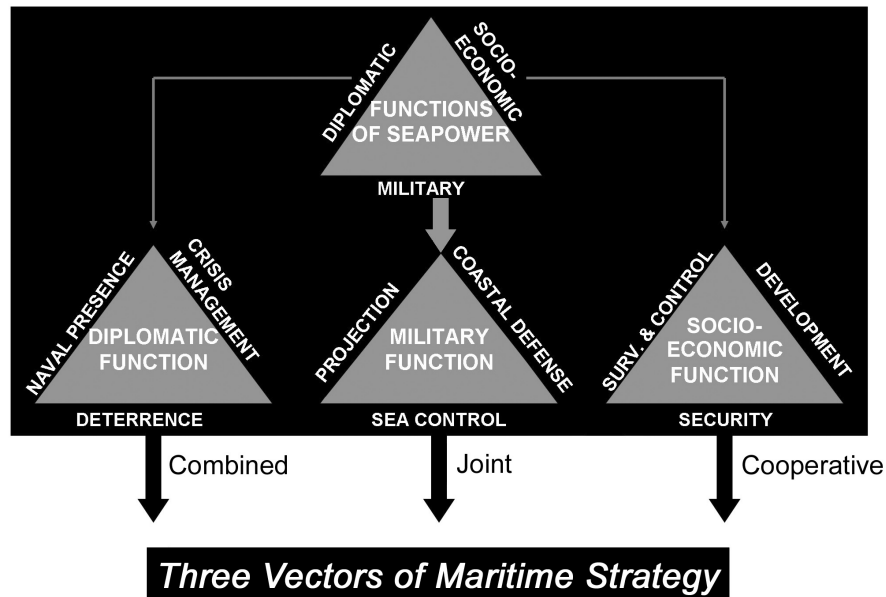 DIPLOMATIC
SOCIO-
ECONOMIC
FUNCTIONS
OF SEAPOWER
MILITARY
NAVAL PRESENCE
CRISIS
MANAGEMENT
DIPLOMATIC
FUNCTION
DETERRENCE
PROJECTION
COASTAL DEFENSE
MILITARY
FUNCTION
SEA CONTROL
SURV. & CONTROL
DEVELOPMENT
SOCIO-
ECONOMIC
FUNCTION
SECURITY
Combined
Joint
Cooperative
Three Vectors of Maritime Strategy